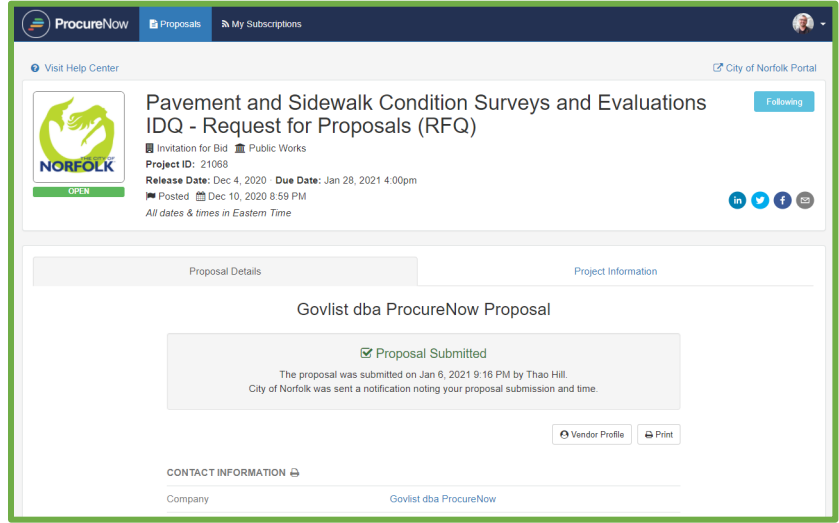 ProcureNow Proposals My Subscriptions
Visit Help Center City of Norfolk Portal
Pavement and Sidewalk Condition Surveys and Evaluations
IDQ - Request for Proposals (RFQ)
Following
Invitation for Bid Public Works
Project ID: 21068
Release Date: Dec 4, 2020 · Due Date: Jan 28, 2021 4:00pm
Posted Dec 10, 2020 8:59 PM
All dates & times in Eastern Time
THE CITY OF
NORFOLK
OPEN
in f
Proposal Details Project Information
Govlist dba ProcureNow Proposal
Proposal Submitted
The proposal was submitted on Jan 6, 2021 9:16 PM by Thao Hill.
City of Norfolk was sent a notification noting your proposal submission and time.
Vendor Profile Print
CONTACT INFORMATION
Company Govlist dba ProcureNow